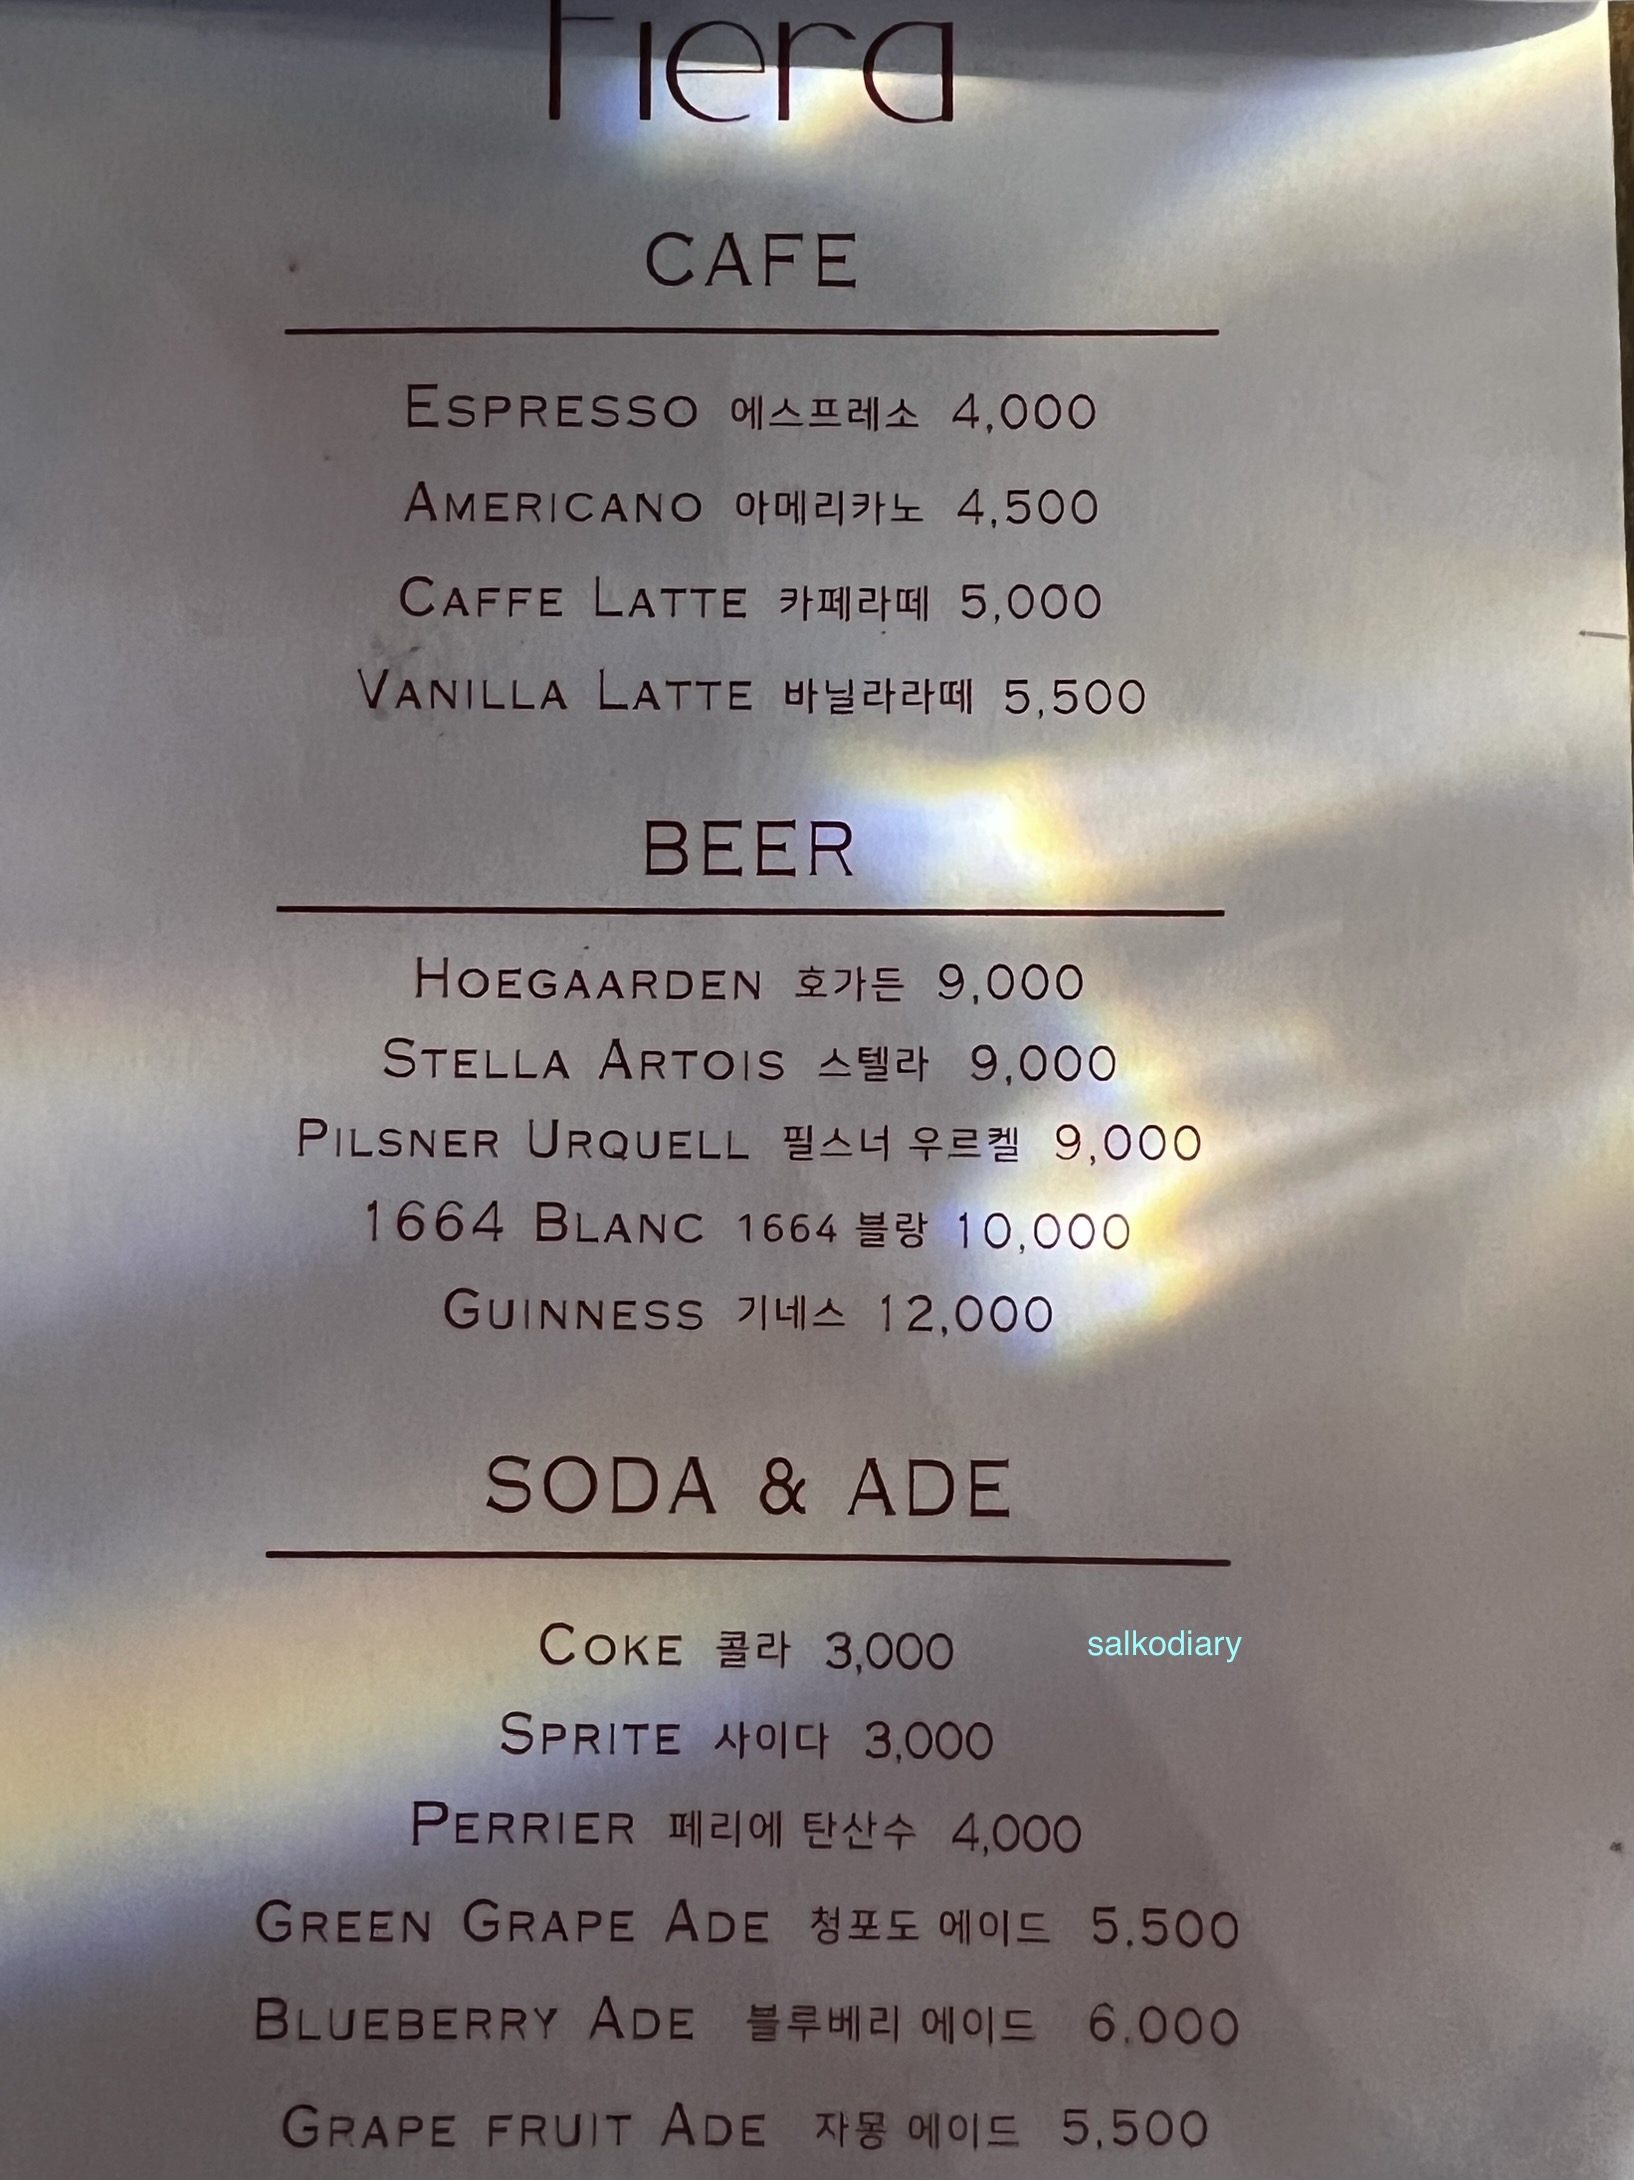 Fiera
CAFE
ESPRESSO 에스프레소 4,000
AMERICANO 아메리카노 4,500
CAFFE LATTE 카페라떼 5,000
VANILLA LATTE 바닐라라떼 5,500
BEER
HOEGAARDEN 호가든 9,000
STELLA ARTOIS 스텔라 9,000
PILSNER URQUELL 필스너 우르켈 9,000
1664 BLANC 1664 블랑 10,000
GUINNESS 기네스 12,000
SODA & ADE
COKE 콜라 3,000
salkodiary
SPRITE 사이다 3,000
PERRIER 페리에 탄산수 4,000
GREEN GRAPE ADE 청포도 에이드 5,500
BLUEBERRY ADE 블루베리 에이드 6,000
GRAPE FRUIT ADE 자몽 에이드 5,500